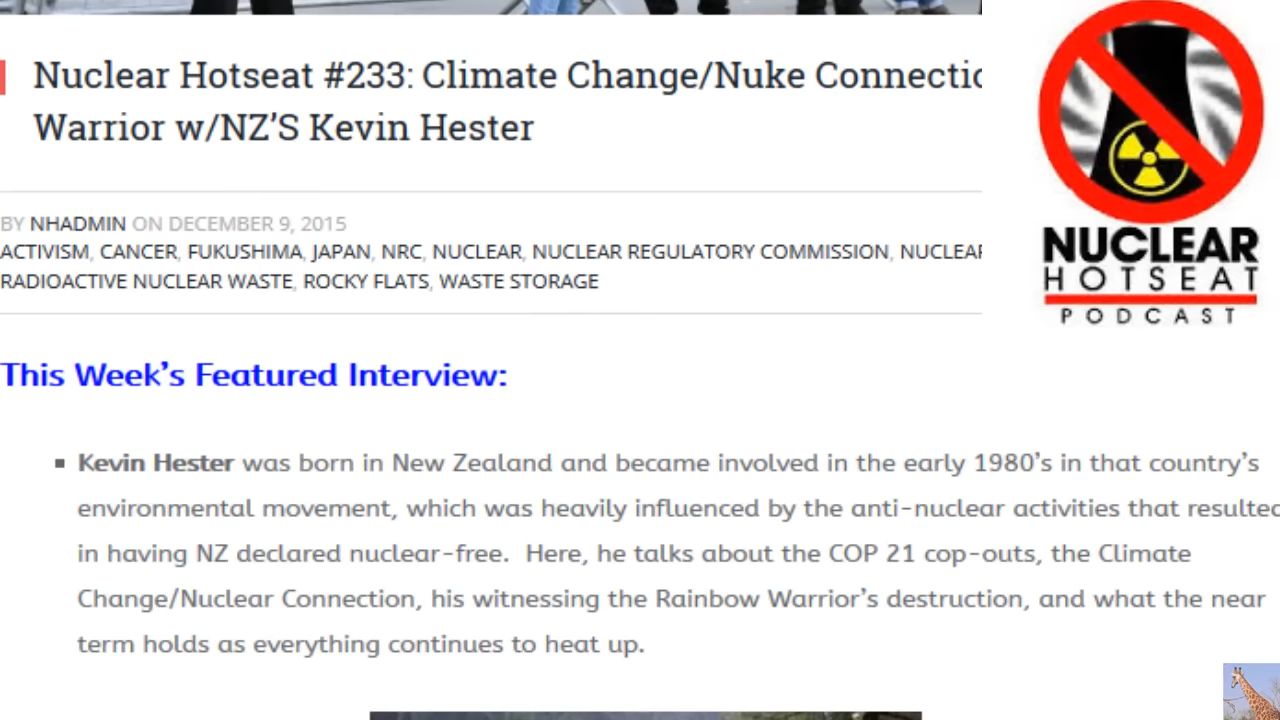 Nuclear Hotseat #233: Climate Change/Nuke Connectic
Warrior w/NZ’S Kevin Hester
BY NHADMIN ON DECEMBER 9, 2015
ACTIVISM, CANCER, FUKUSHIMA, JAPAN, NRC, NUCLEAR, NUCLEAR REGULATORY COMMISSION, NUCLEAR
RADIOACTIVE NUCLEAR WASTE, ROCKY FLATS, WASTE STORAGE
NUCLEAR
HOTSEAT
PODCAST
This Week’s Featured Interview:
▪ Kevin Hester was born in New Zealand and became involved in the early 1980’s in that country’s
environmental movement, which was heavily influenced by the anti-nuclear activities that resulted
in having NZ declared nuclear-free. Here, he talks about the COP 21 cop-outs, the Climate
Change/Nuclear Connection, his witnessing the Rainbow Warrior’s destruction, and what the near
term holds as everything continues to heat up.